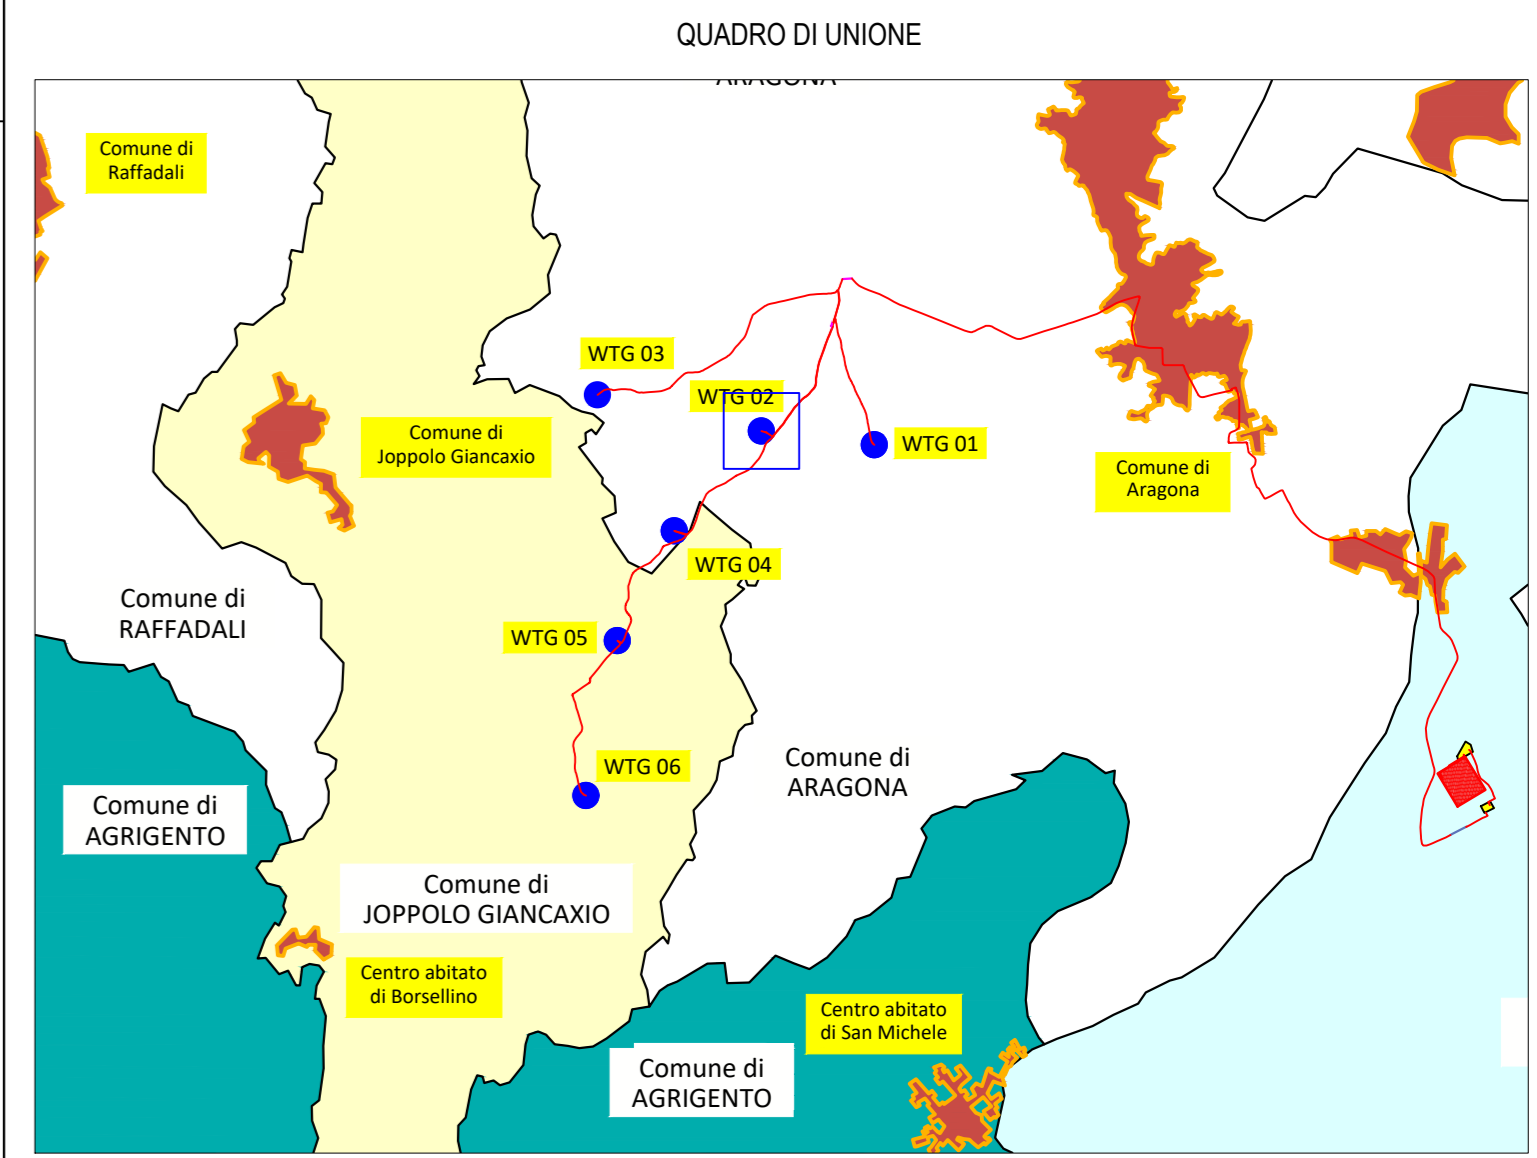 QUADRO DI UNIONE
ARAGONA
Comune di
Raffadali
WTG 03
WTG 02
WTG 01
Comune di
Joppolo Giancaxio
Comune di
Aragona
WTG 04
Comune di
RAFFADALI
WTG 05
WTG 06
Comune di
ARAGONA
Comune di
AGRIGENTO
Comune di
JOPPOLO GIANCAXIO
Centro abitato
di Borsellino
Centro abitato
di San Michele
Comune di
AGRIGENTO